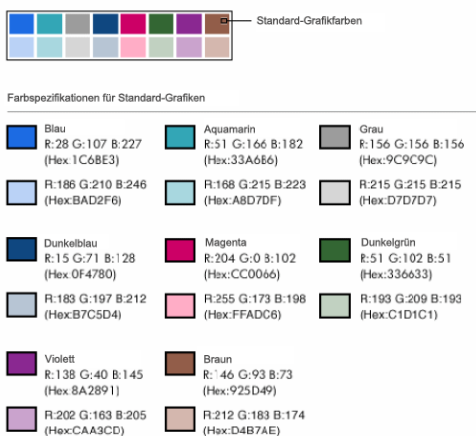 Standard-Grafikfarben
Farbspezifikationen für Standard-Grafiken
Blau
R:28 G:107 B:227
(Hex:1C6BE3)
R:186 G:210 B:246
(Hex:BAD2F6)
Aquamarin
R:51 G:166 B:182
(Hex:33A6B6)
R:168 G:215 B:223
(Hex:A8D7DF)
Grau
R:156 G:156 B:156
(Hex:9C9C9C)
R:215 G:215 B:215
(Hex:D7D7D7)
Dunkelblau
R:15 G:71 B:128
(Hex:0F4780)
R:183 G:197 B:212
(Hex:B7C5D4)
Magenta
R:204 G:0 B:102
(Hex:CC0066)
R:255 G:173 B:198
(Hex:FFADC6)
Dunkelgrün
R:51 G:102 B:51
(Hex:336633)
R:193 G:209 B:193
(Hex:C1D1C1)
Violett
R:138 G:40 B:145
(Hex:8A2891)
R:202 G:163 B:205
(Hex:CAA3CD)
Braun
R:146 G:93 B:73
(Hex:925D49)
R:212 G:183 B:174
(Hex:D4B7AE)